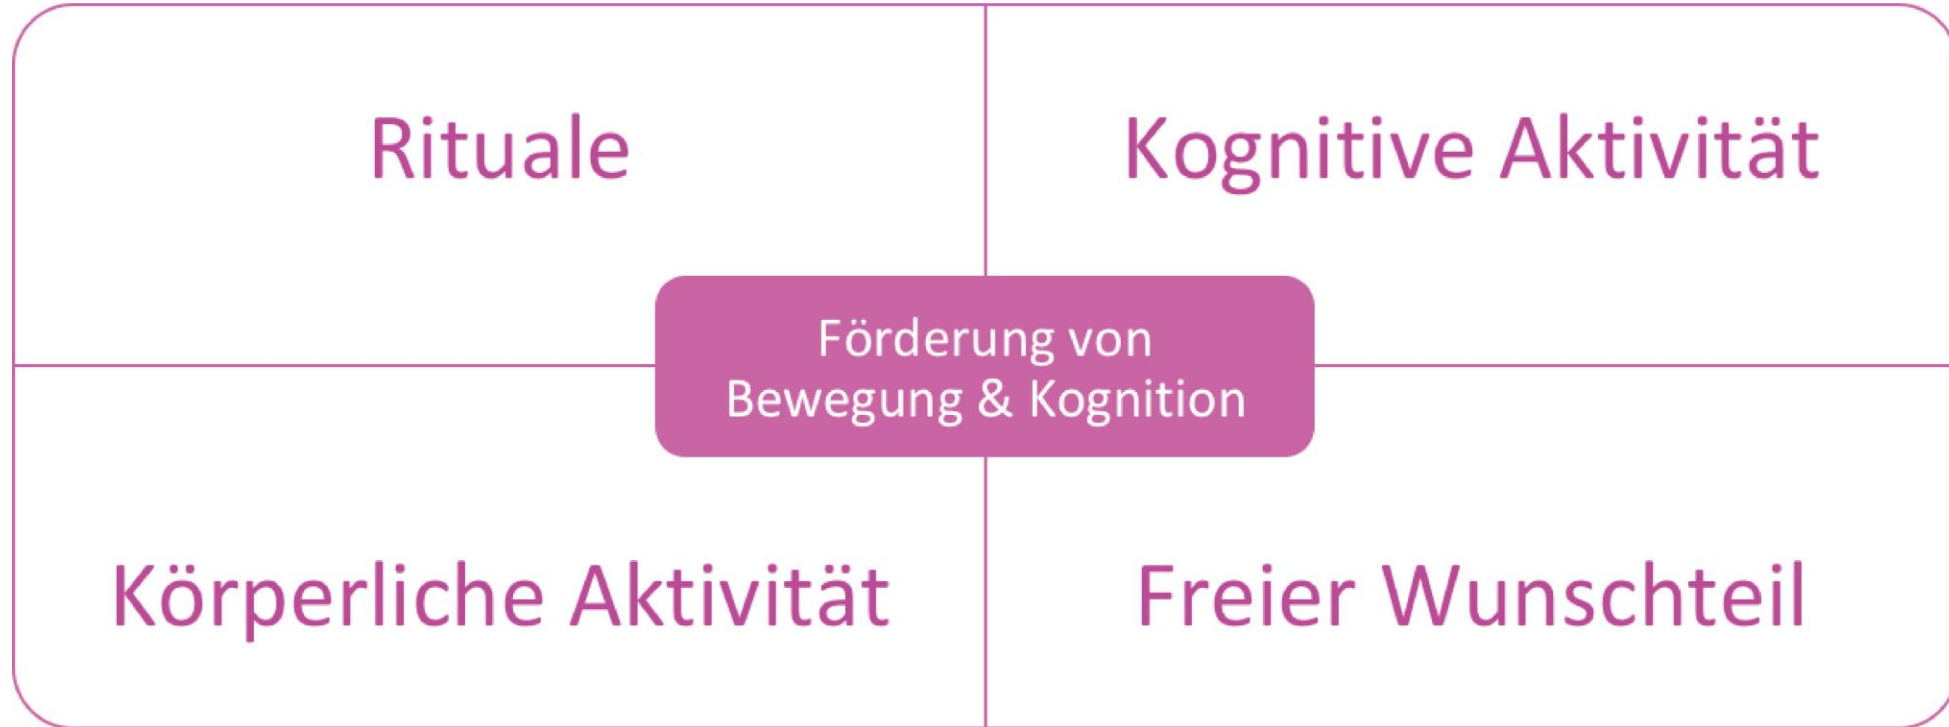 Rituale
Kognitive Aktivität
Förderung von
Bewegung & Kognition
Körperliche Aktivität
Freier Wunschteil